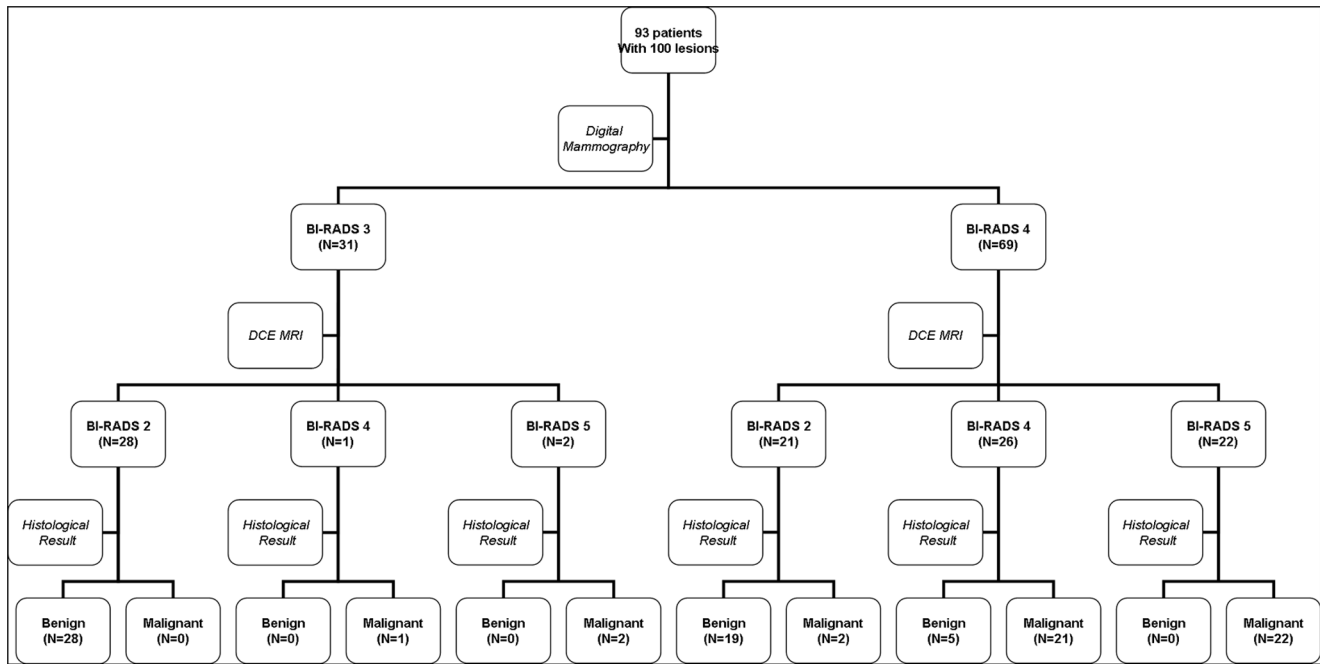 93 patients
With 100 lesions
Digital
Mammography
BI-RADS 3
(N=31)
BI-RADS 4
(N=69)
DCE MRI
DCE MRI
BI-RADS 2
(N=28)
BI-RADS 4
(N=1)
BI-RADS 5
(N=2)
BI-RADS 2
(N=21)
BI-RADS 4
(N=26)
BI-RADS 5
(N=22)
Histological
Result
Histological
Result
Histological
Result
Histological
Result
Histological
Result
Histological
Result
Benign
(N=28)
Malignant
(N=0)
Benign
(N=0)
Malignant
(N=1)
Benign
(N=0)
Malignant
(N=2)
Benign
(N=19)
Malignant
(N=2)
Benign
(N=5)
Malignant
(N=21)
Benign
(N=0)
Malignant
(N=22)